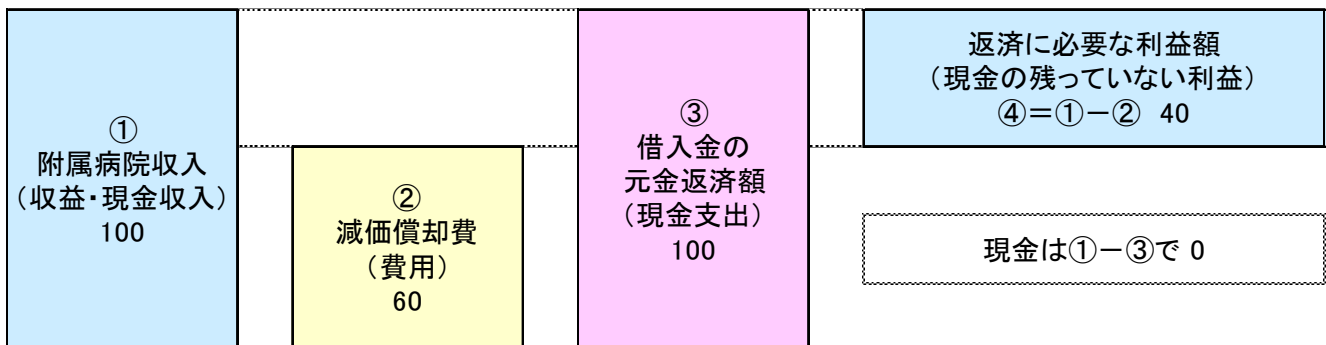 ①
附属病院収入
（収益・現金収入）
100
②
減価償却費
（費用）
60
③
借入金の
元金返済額
（現金支出）
100
返済に必要な利益額
（現金の残っていない利益）
④＝①－② 40
現金は①－③で 0